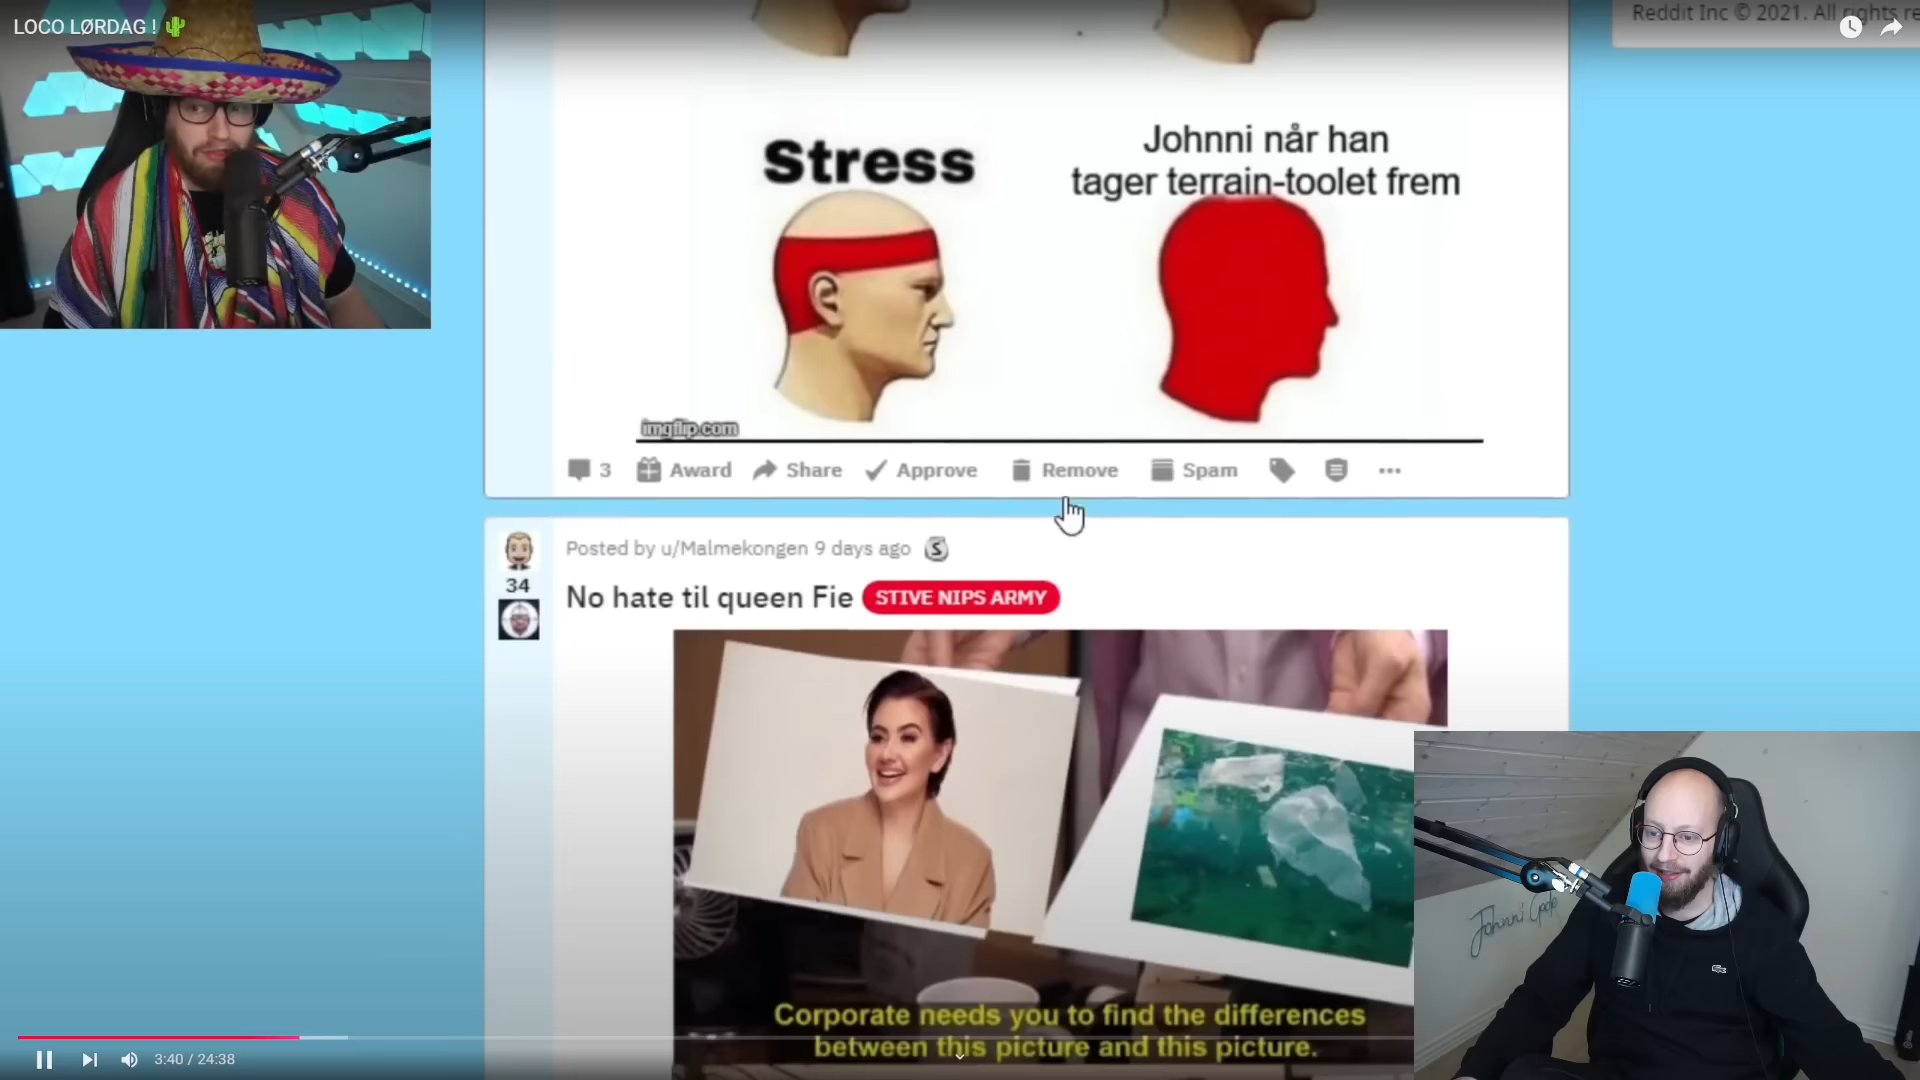 LOCO LØRDAG ! 🌵
Reddit Inc © 2021. All rights re
Stress
Johnni når han
tager terrain-toolet frem
imgflip.com
3 Award Share Approve Remove Spam
Posted by u/Malmekongen 9 days ago
34
No hate til queen Fie STIVE NIPS ARMY
Corporate needs you to find the differences
between this picture and this picture.
Johnni
3:40 / 24:38